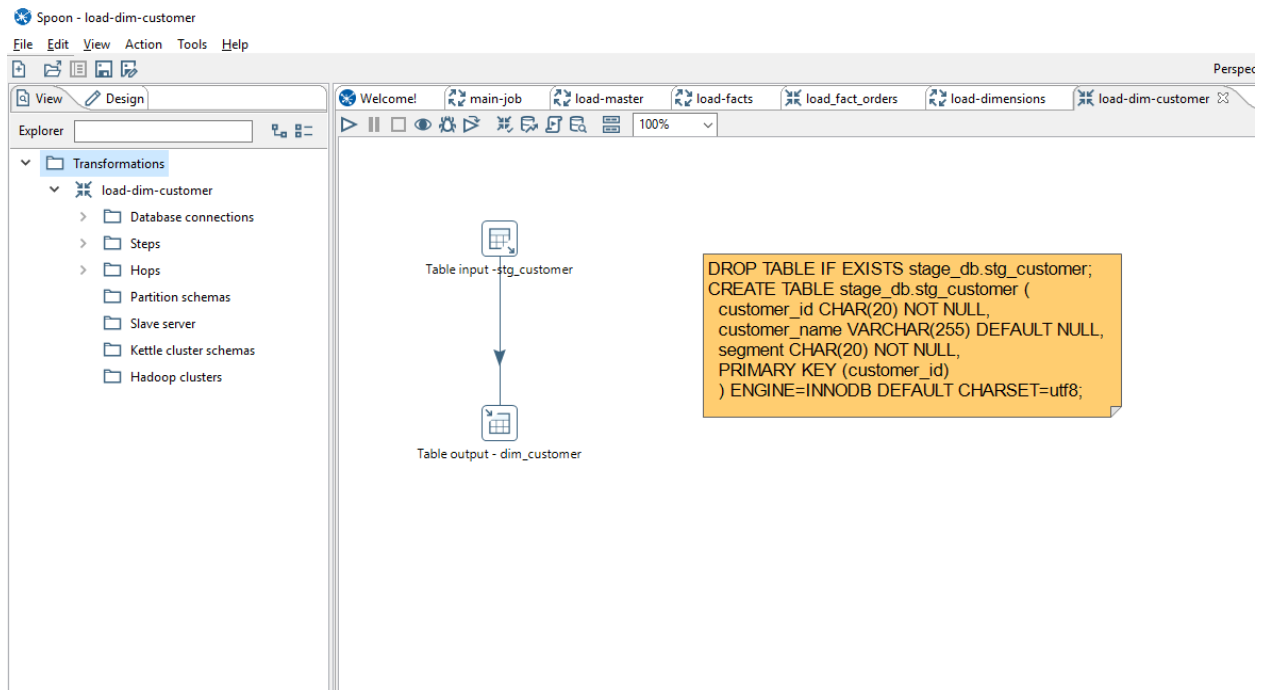 Spoon - load-dim-customer
File Edit View Action Tools Help
Perspec
View Design
Welcome! main-job load-master load-facts load_fact_orders load-dimensions load-dim-customer
Explorer
100%
Transformations
load-dim-customer
Database connections
Steps
Hops
Partition schemas
Slave server
Kettle cluster schemas
Hadoop clusters
Table input -stg_customer
Table output - dim_customer
DROP TABLE IF EXISTS stage_db.stg_customer;
CREATE TABLE stage_db.stg_customer (
customer_id CHAR(20) NOT NULL,
customer_name VARCHAR(255) DEFAULT NULL,
segment CHAR(20) NOT NULL,
PRIMARY KEY (customer_id)
) ENGINE=INNODB DEFAULT CHARSET=utf8;